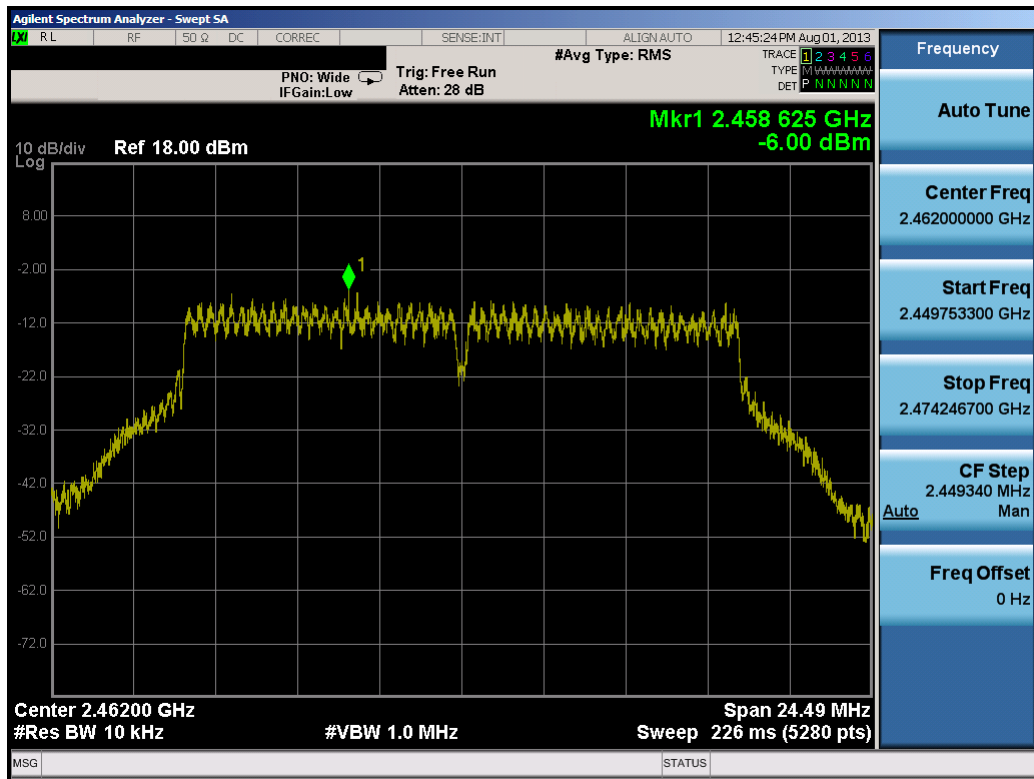 Agilent Spectrum Analyzer - Swept SA
LXI RL RF 50 Ω DC CORREC SENSE:INT ALIGN AUTO 12:45:24 PM Aug 01, 2013
#Avg Type: RMS
TRACE 1 2 3 4 5 6
TYPE M WWWWW
DET P N N N N N
PNO: Wide
IFGain:Low
Trig: Free Run
Atten: 28 dB
Mkr1 2.458 625 GHz
-6.00 dBm
10 dB/div Ref 18.00 dBm
Log
1
8.00
-2.00
-12.0
-22.0
-32.0
-42.0
-52.0
-62.0
-72.0
Center 2.46200 GHz Span 24.49 MHz
#Res BW 10 kHz #VBW 1.0 MHz Sweep 226 ms (5280 pts)
MSG STATUS
Frequency
Auto Tune
Center Freq
2.462000000 GHz
Start Freq
2.449753300 GHz
Stop Freq
2.474246700 GHz
CF Step
2.449340 MHz
Auto Man
Freq Offset
0 Hz